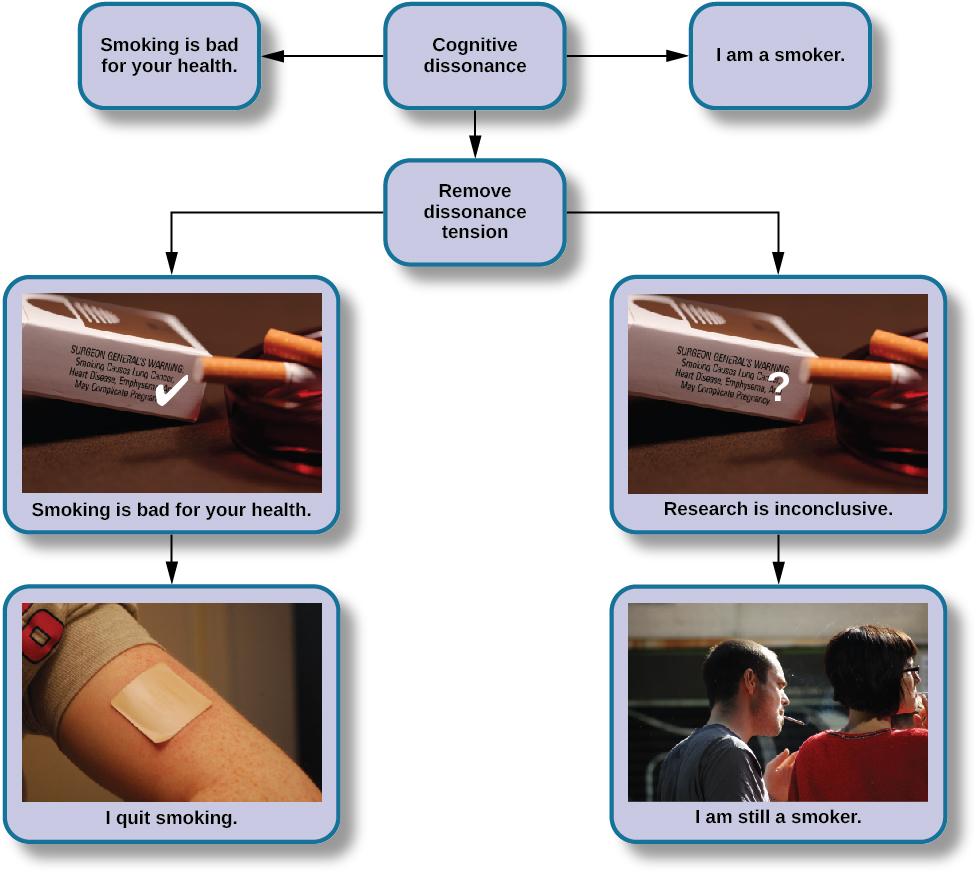 Smoking is bad
for your health.
Cognitive
dissonance
I am a smoker.
Remove
dissonance
tension
SURGEON GENERAL'S WARNING:
Smoking Causes Lung Cancer,
Heart Disease, Emphysema, And
May Complicate Pregnancy.
Smoking is bad for your health.
SURGEON GENERAL'S WARNING:
Smoking Causes Lung Cancer,
Heart Disease, Emphysema, And
May Complicate Pregnancy.
?
Research is inconclusive.
I quit smoking.
I am still a smoker.